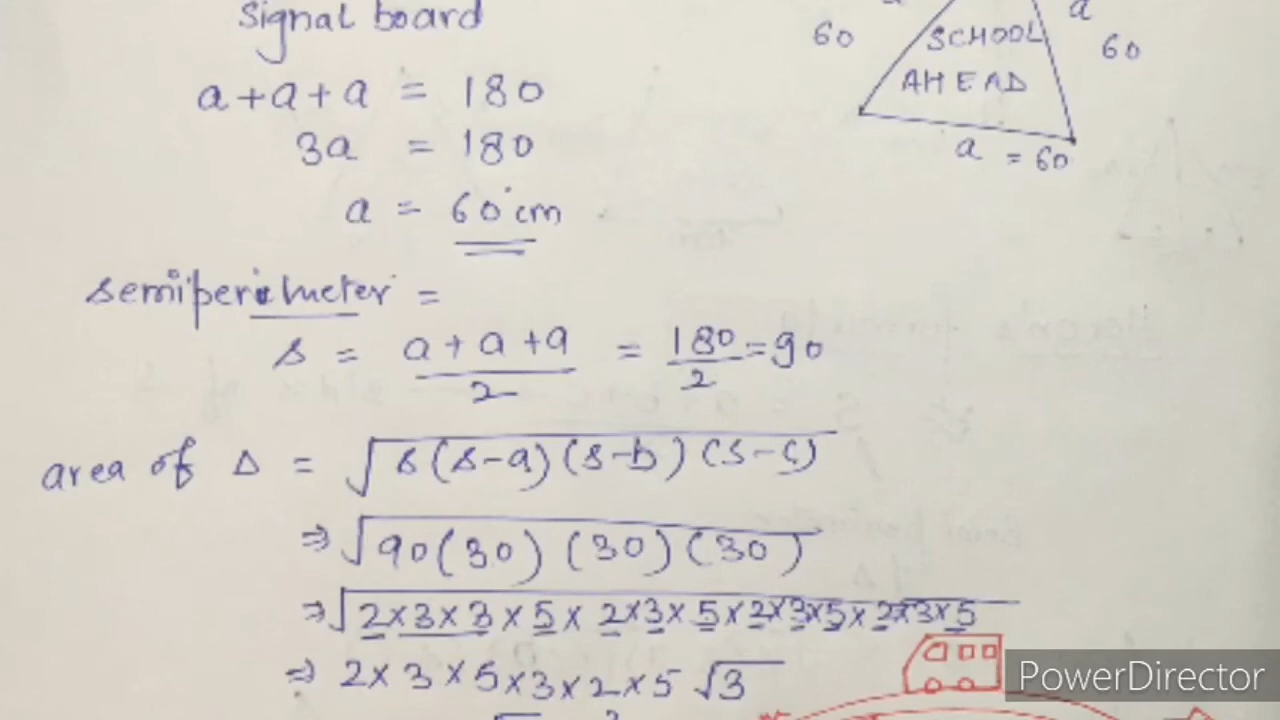 Signal board
a
60
SCHOOL
60
AHEAD
a = 60
a+a+a = 180
3a = 180
a = 60 cm
semiperimeter =
s = a+a+a/2 = 180/2 = 90
area of Δ = √s(s-a)(s-b)(s-c)
⇒ √90(30)(30)(30)
⇒ √2×3×3×5×2×3×5×2×3×5×2×3×5
⇒ 2×3×5×3×2×5 √3
PowerDirector